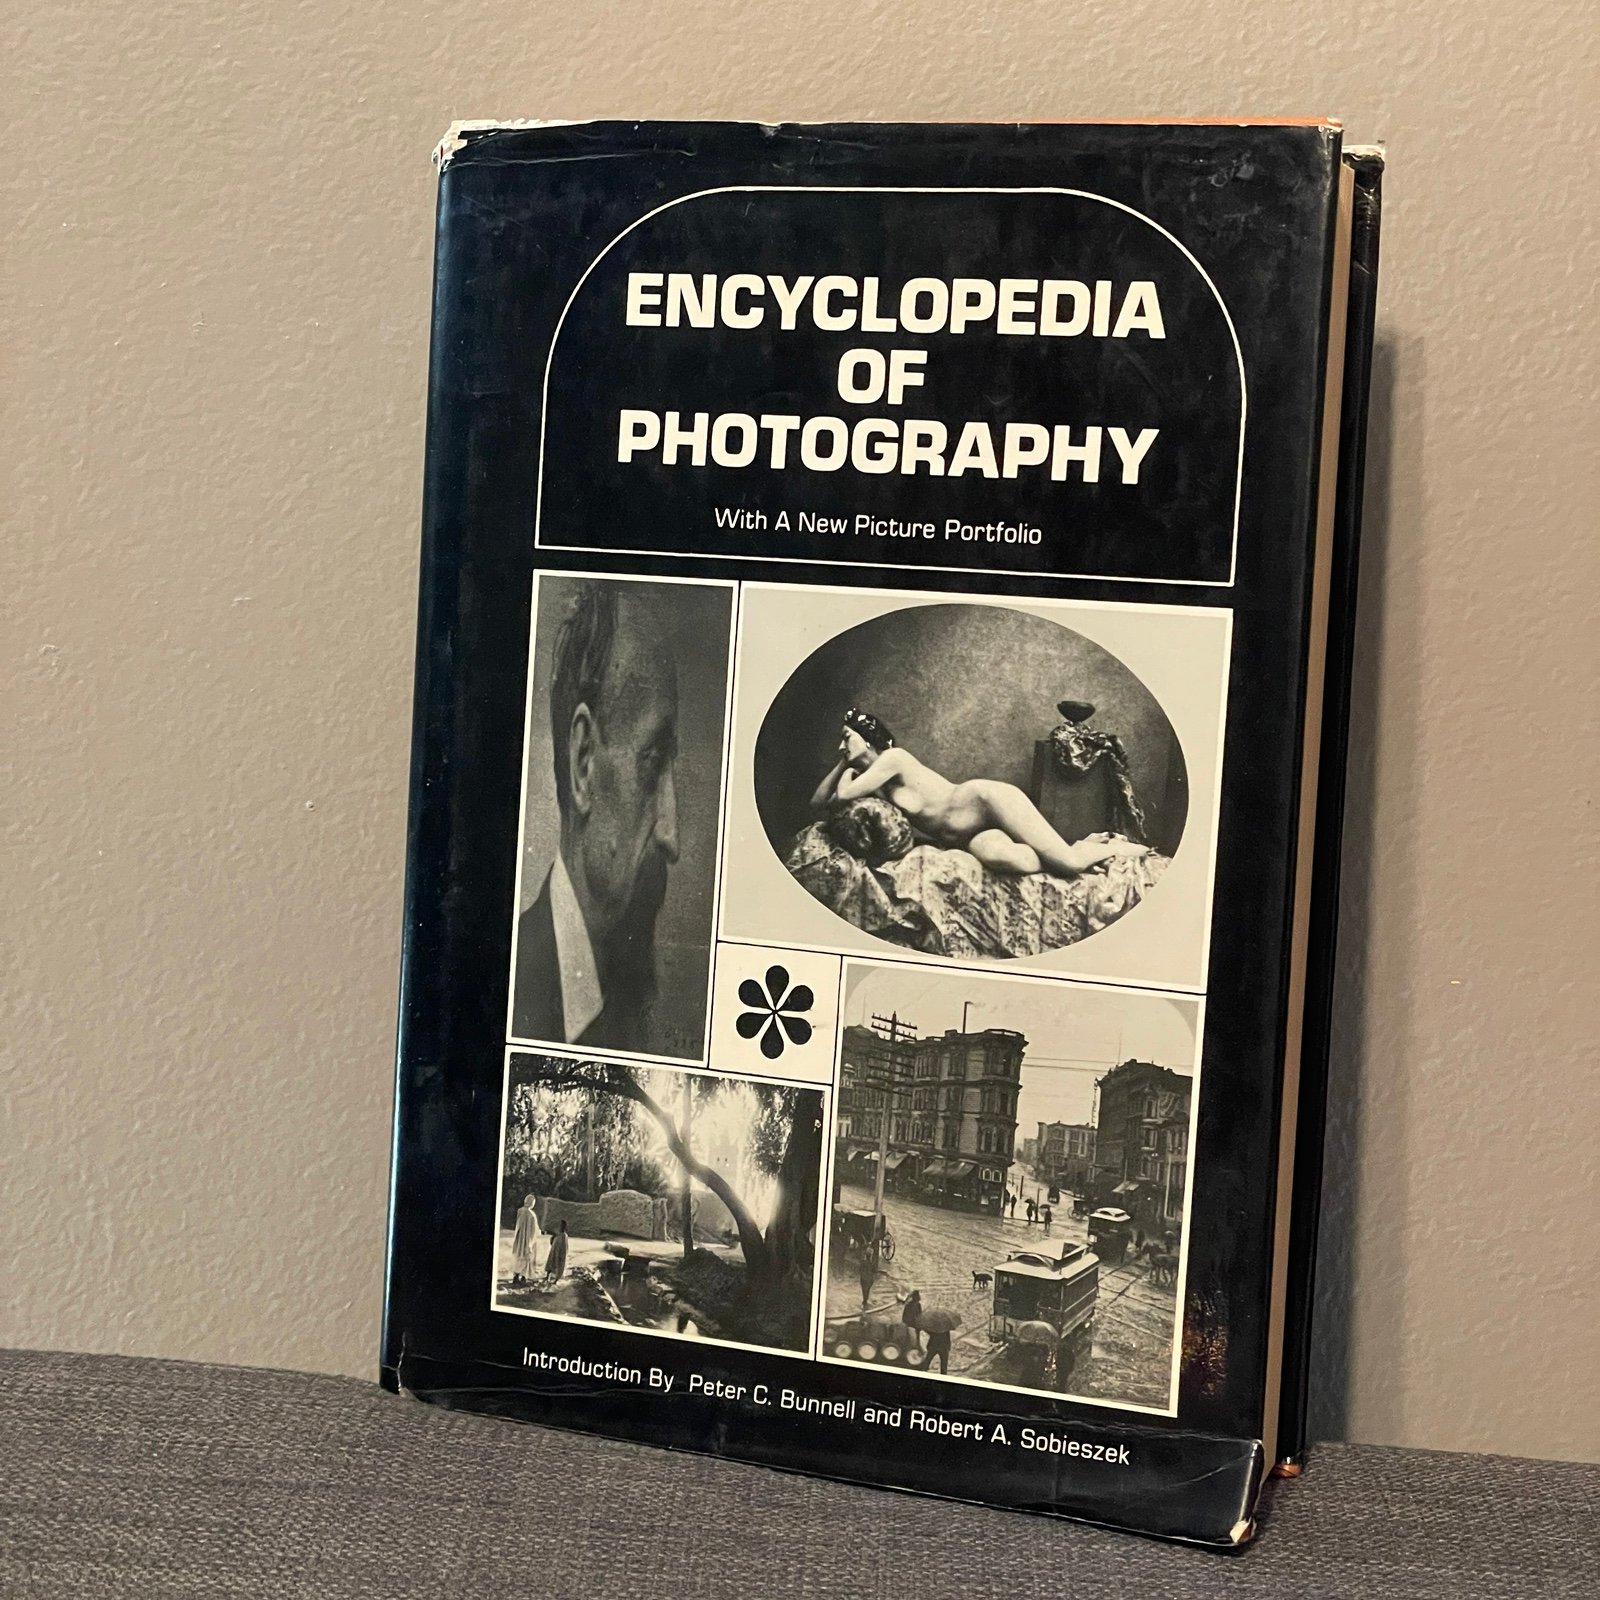 ENCYCLOPEDIA
OF
PHOTOGRAPHY
With A New Picture Portfolio
Introduction By Peter C. Bunnell and Robert A. Sobieszek